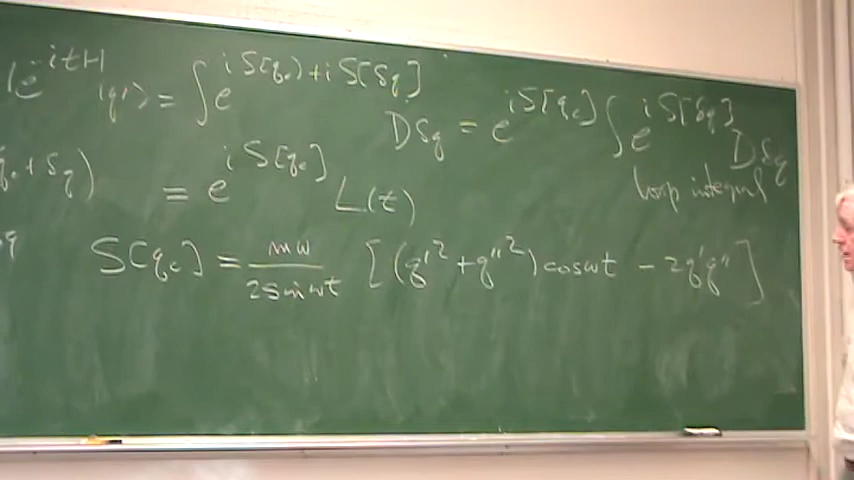 |e^{-itH} |q'⟩ = ∫ e^{iS[q_c] + iS[δq]} Dδq = e^{iS[q_c]} ∫ e^{iS[δq]} Dδq
loop integral
q_c + δq) = e^{iS[q_c]} L(t)
q S[q_c] = mω / 2 sin ωt [(q'^2 + q''^2) cos ωt - 2q'q'']